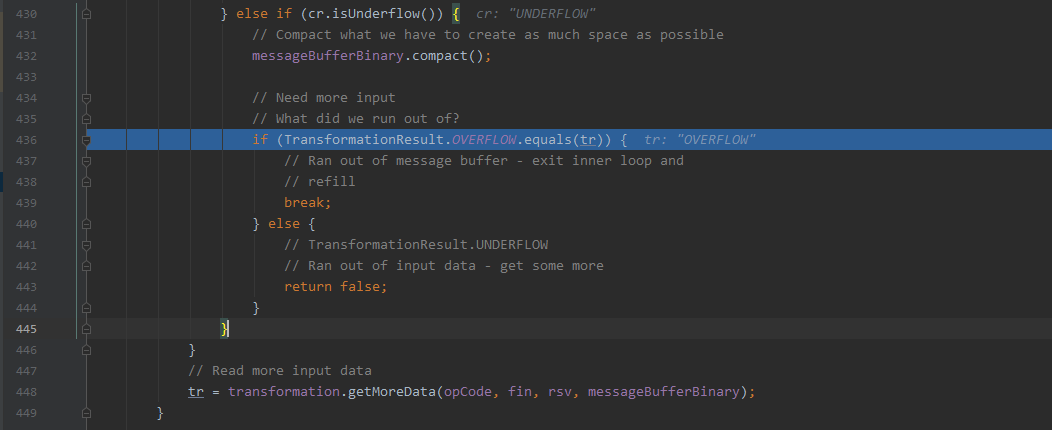 430 } else if (cr.isUnderflow()) { cr: "UNDERFLOW"
431 // Compact what we have to create as much space as possible
432 messageBufferBinary.compact();
433
434 // Need more input
435 // What did we run out of?
436 if (TransformationResult.OVERFLOW.equals(tr)) { tr: "OVERFLOW"
437 // Ran out of message buffer - exit inner loop and
438 // refill
439 break;
440 } else {
441 // TransformationResult.UNDERFLOW
442 // Ran out of input data - get some more
443 return false;
444 }
445 }
446 }
447 // Read more input data
448 tr = transformation.getMoreData(opCode, fin, rsv, messageBufferBinary);
449 }